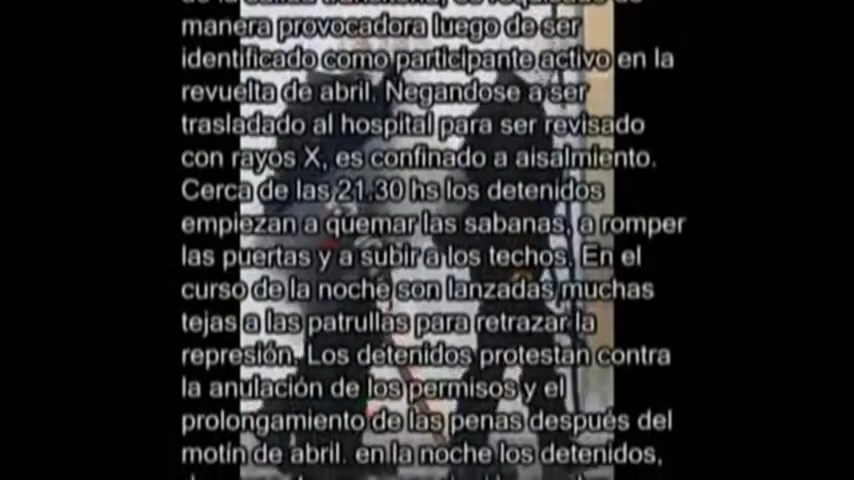 manera provocadora luego de ser
identificado como participante activo en la
revuelta de abril. Negandose a ser
trasladado al hospital para ser revisado
con rayos X, es confinado a aisalmiento.
Cerca de las 21.30 hs los detenidos
empiezan a quemar las sabanas, a romper
las puertas y a subir a los techos. En el
curso de la noche son lanzadas muchas
tejas a las patrullas para retrazar la
represión. Los detenidos protestan contra
la anulación de los permisos y el
prolongamiento de las penas después del
motín de abril. en la noche los detenidos,